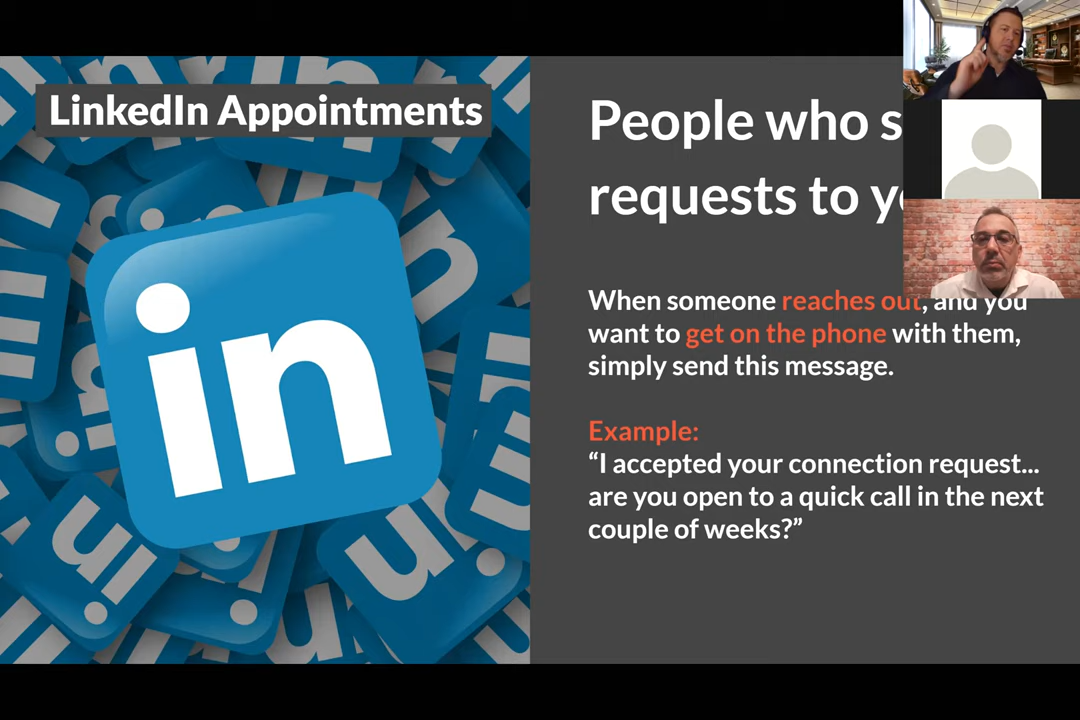 LinkedIn Appointments
in
People who
requests to
When someone reaches out, and you
want to get on the phone with them,
simply send this message.
Example:
“I accepted your connection request...
are you open to a quick call in the next
couple of weeks?”